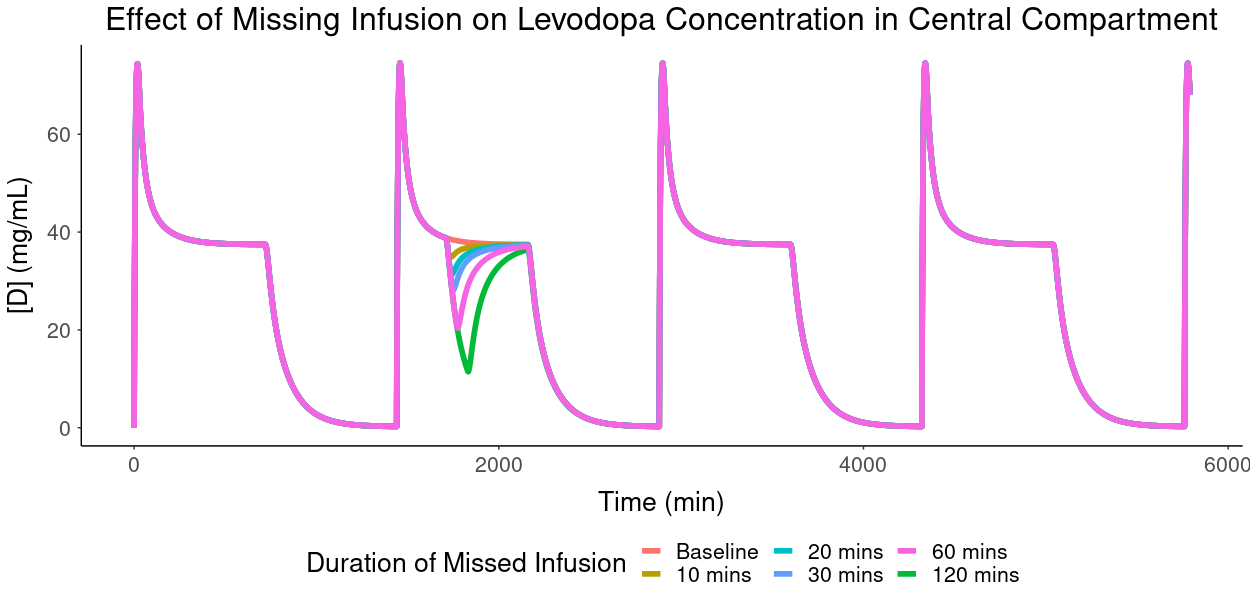 Effect of Missing Infusion on Levodopa Concentration in Central Compartment
[D] (mg/mL)
60
40
20
0
0 2000 4000 6000
Time (min)
Duration of Missed Infusion
Baseline 20 mins 60 mins
10 mins 30 mins 120 mins